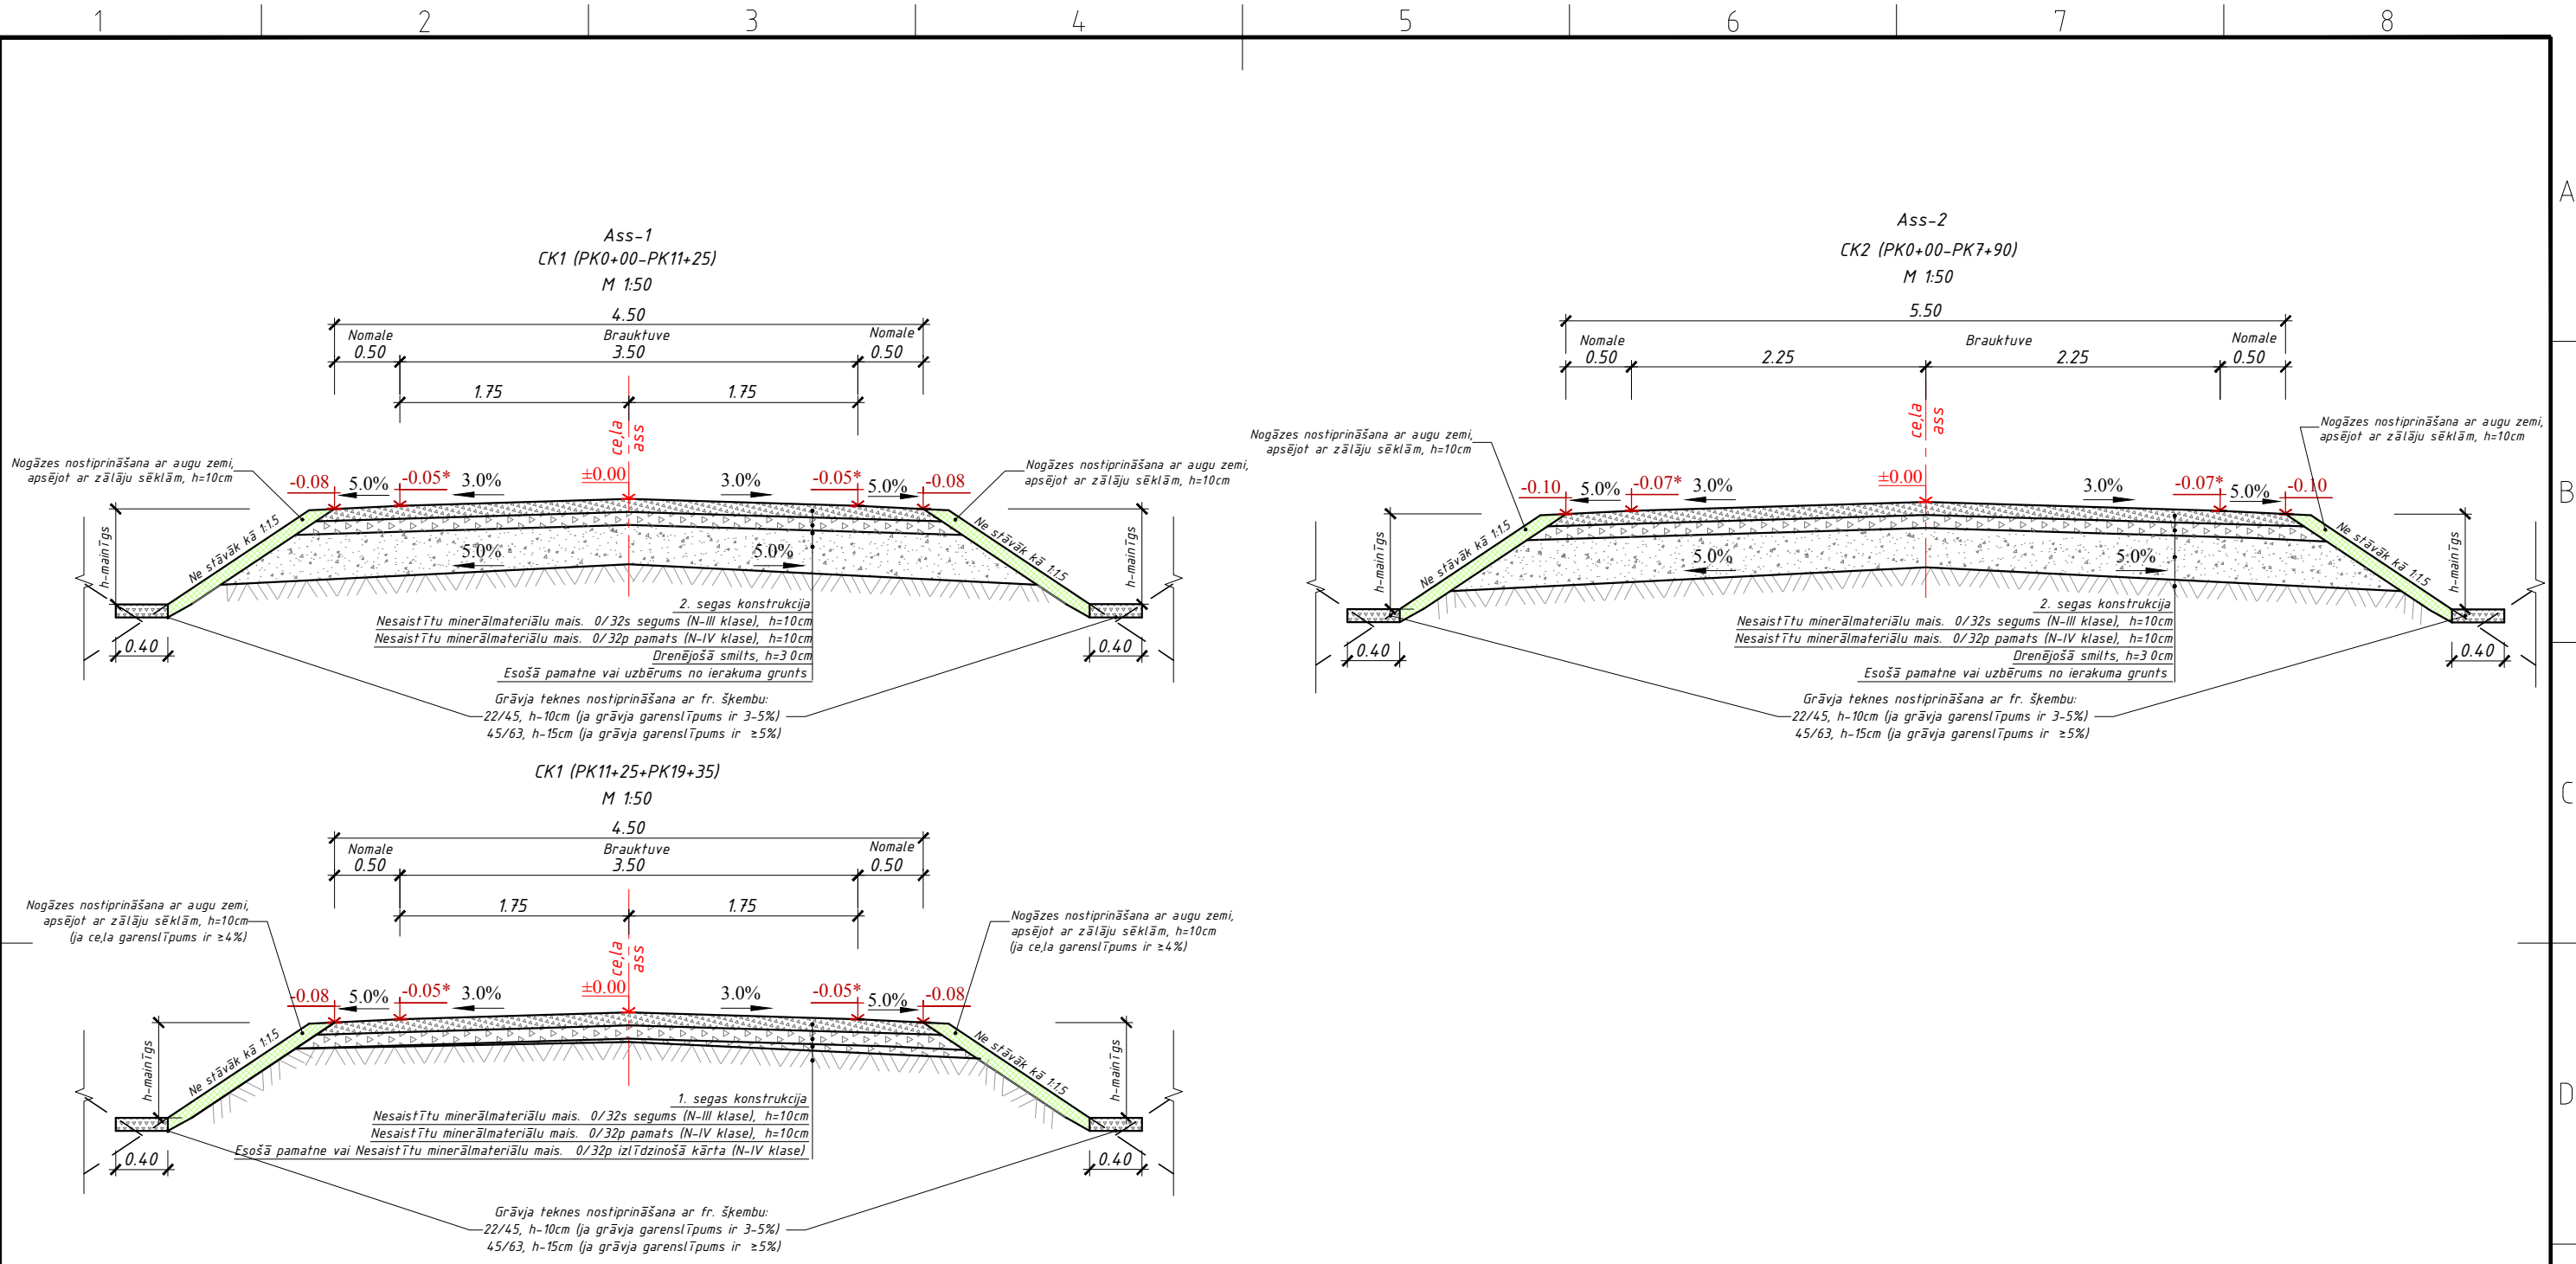 1 2 3 4 5 6 7 8
A
B
C
D
Ass-1
CK1 (PK0+00-PK11+25)
M 1:50
4.50
Nomale Brauktuve Nomale
0.50 3.50 0.50
1.75 1.75
ceļa
ass
Nogāzes nostiprināšana ar augu zemi,
apsējot ar zālāju sēklām, h=10cm
Nogāzes nostiprināšana ar augu zemi,
apsējot ar zālāju sēklām, h=10cm
-0.08 5.0% -0.05* 3.0% ±0.00 3.0% -0.05* 5.0% -0.08
Ne stāvāk kā 1:1.5
Ne stāvāk kā 1:1.5
h-mainīgs
h-mainīgs
5.0% 5.0%
2. segas konstrukcija
Nesaistītu minerālmateriālu mais. 0/32s segums (N-III klase), h=10cm
Nesaistītu minerālmateriālu mais. 0/32p pamats (N-IV klase), h=10cm
Drenējošā smilts, h=30cm
Esošā pamatne vai uzbērums no ierakuma grunts
0.40 0.40
Grāvja teknes nostiprināšana ar fr. šķembu:
22/45, h-10cm (ja grāvja garenslīpums ir 3-5%)
45/63, h-15cm (ja grāvja garenslīpums ir ≥5%)
Ass-2
CK2 (PK0+00-PK7+90)
M 1:50
5.50
Nomale Brauktuve Nomale
0.50 2.25 2.25 0.50
ceļa
ass
Nogāzes nostiprināšana ar augu zemi,
apsējot ar zālāju sēklām, h=10cm
Nogāzes nostiprināšana ar augu zemi,
apsējot ar zālāju sēklām, h=10cm
-0.10 5.0% -0.07* 3.0% ±0.00 3.0% -0.07* 5.0% -0.10
Ne stāvāk kā 1:1.5
Ne stāvāk kā 1:1.5
h-mainīgs
h-mainīgs
5.0% 5.0%
2. segas konstrukcija
Nesaistītu minerālmateriālu mais. 0/32s segums (N-III klase), h=10cm
Nesaistītu minerālmateriālu mais. 0/32p pamats (N-IV klase), h=10cm
Drenējošā smilts, h=30cm
Esošā pamatne vai uzbērums no ierakuma grunts
0.40 0.40
Grāvja teknes nostiprināšana ar fr. šķembu:
22/45, h-10cm (ja grāvja garenslīpums ir 3-5%)
45/63, h-15cm (ja grāvja garenslīpums ir ≥5%)
CK1 (PK11+25+PK19+35)
M 1:50
4.50
Nomale Brauktuve Nomale
0.50 3.50 0.50
1.75 1.75
ceļa
ass
Nogāzes nostiprināšana ar augu zemi,
apsējot ar zālāju sēklām, h=10cm
(ja ceļa garenslīpums ir ≥4%)
Nogāzes nostiprināšana ar augu zemi,
apsējot ar zālāju sēklām, h=10cm
(ja ceļa garenslīpums ir ≥4%)
-0.08 5.0% -0.05* 3.0% ±0.00 3.0% -0.05* 5.0% -0.08
Ne stāvāk kā 1:1.5
Ne stāvāk kā 1:1.5
h-mainīgs
h-mainīgs
1. segas konstrukcija
Nesaistītu minerālmateriālu mais. 0/32s segums (N-III klase), h=10cm
Nesaistītu minerālmateriālu mais. 0/32p pamats (N-IV klase), h=10cm
Esošā pamatne vai Nesaistītu minerālmateriālu mais. 0/32p izlīdzinošā kārta (N-IV klase)
0.40 0.40
Grāvja teknes nostiprināšana ar fr. šķembu:
22/45, h-10cm (ja grāvja garenslīpums ir 3-5%)
45/63, h-15cm (ja grāvja garenslīpums ir ≥5%)